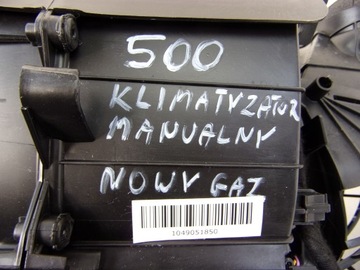 500
KLIMATYZATOR
MANUALNY
NOWY GAZ
1049051850